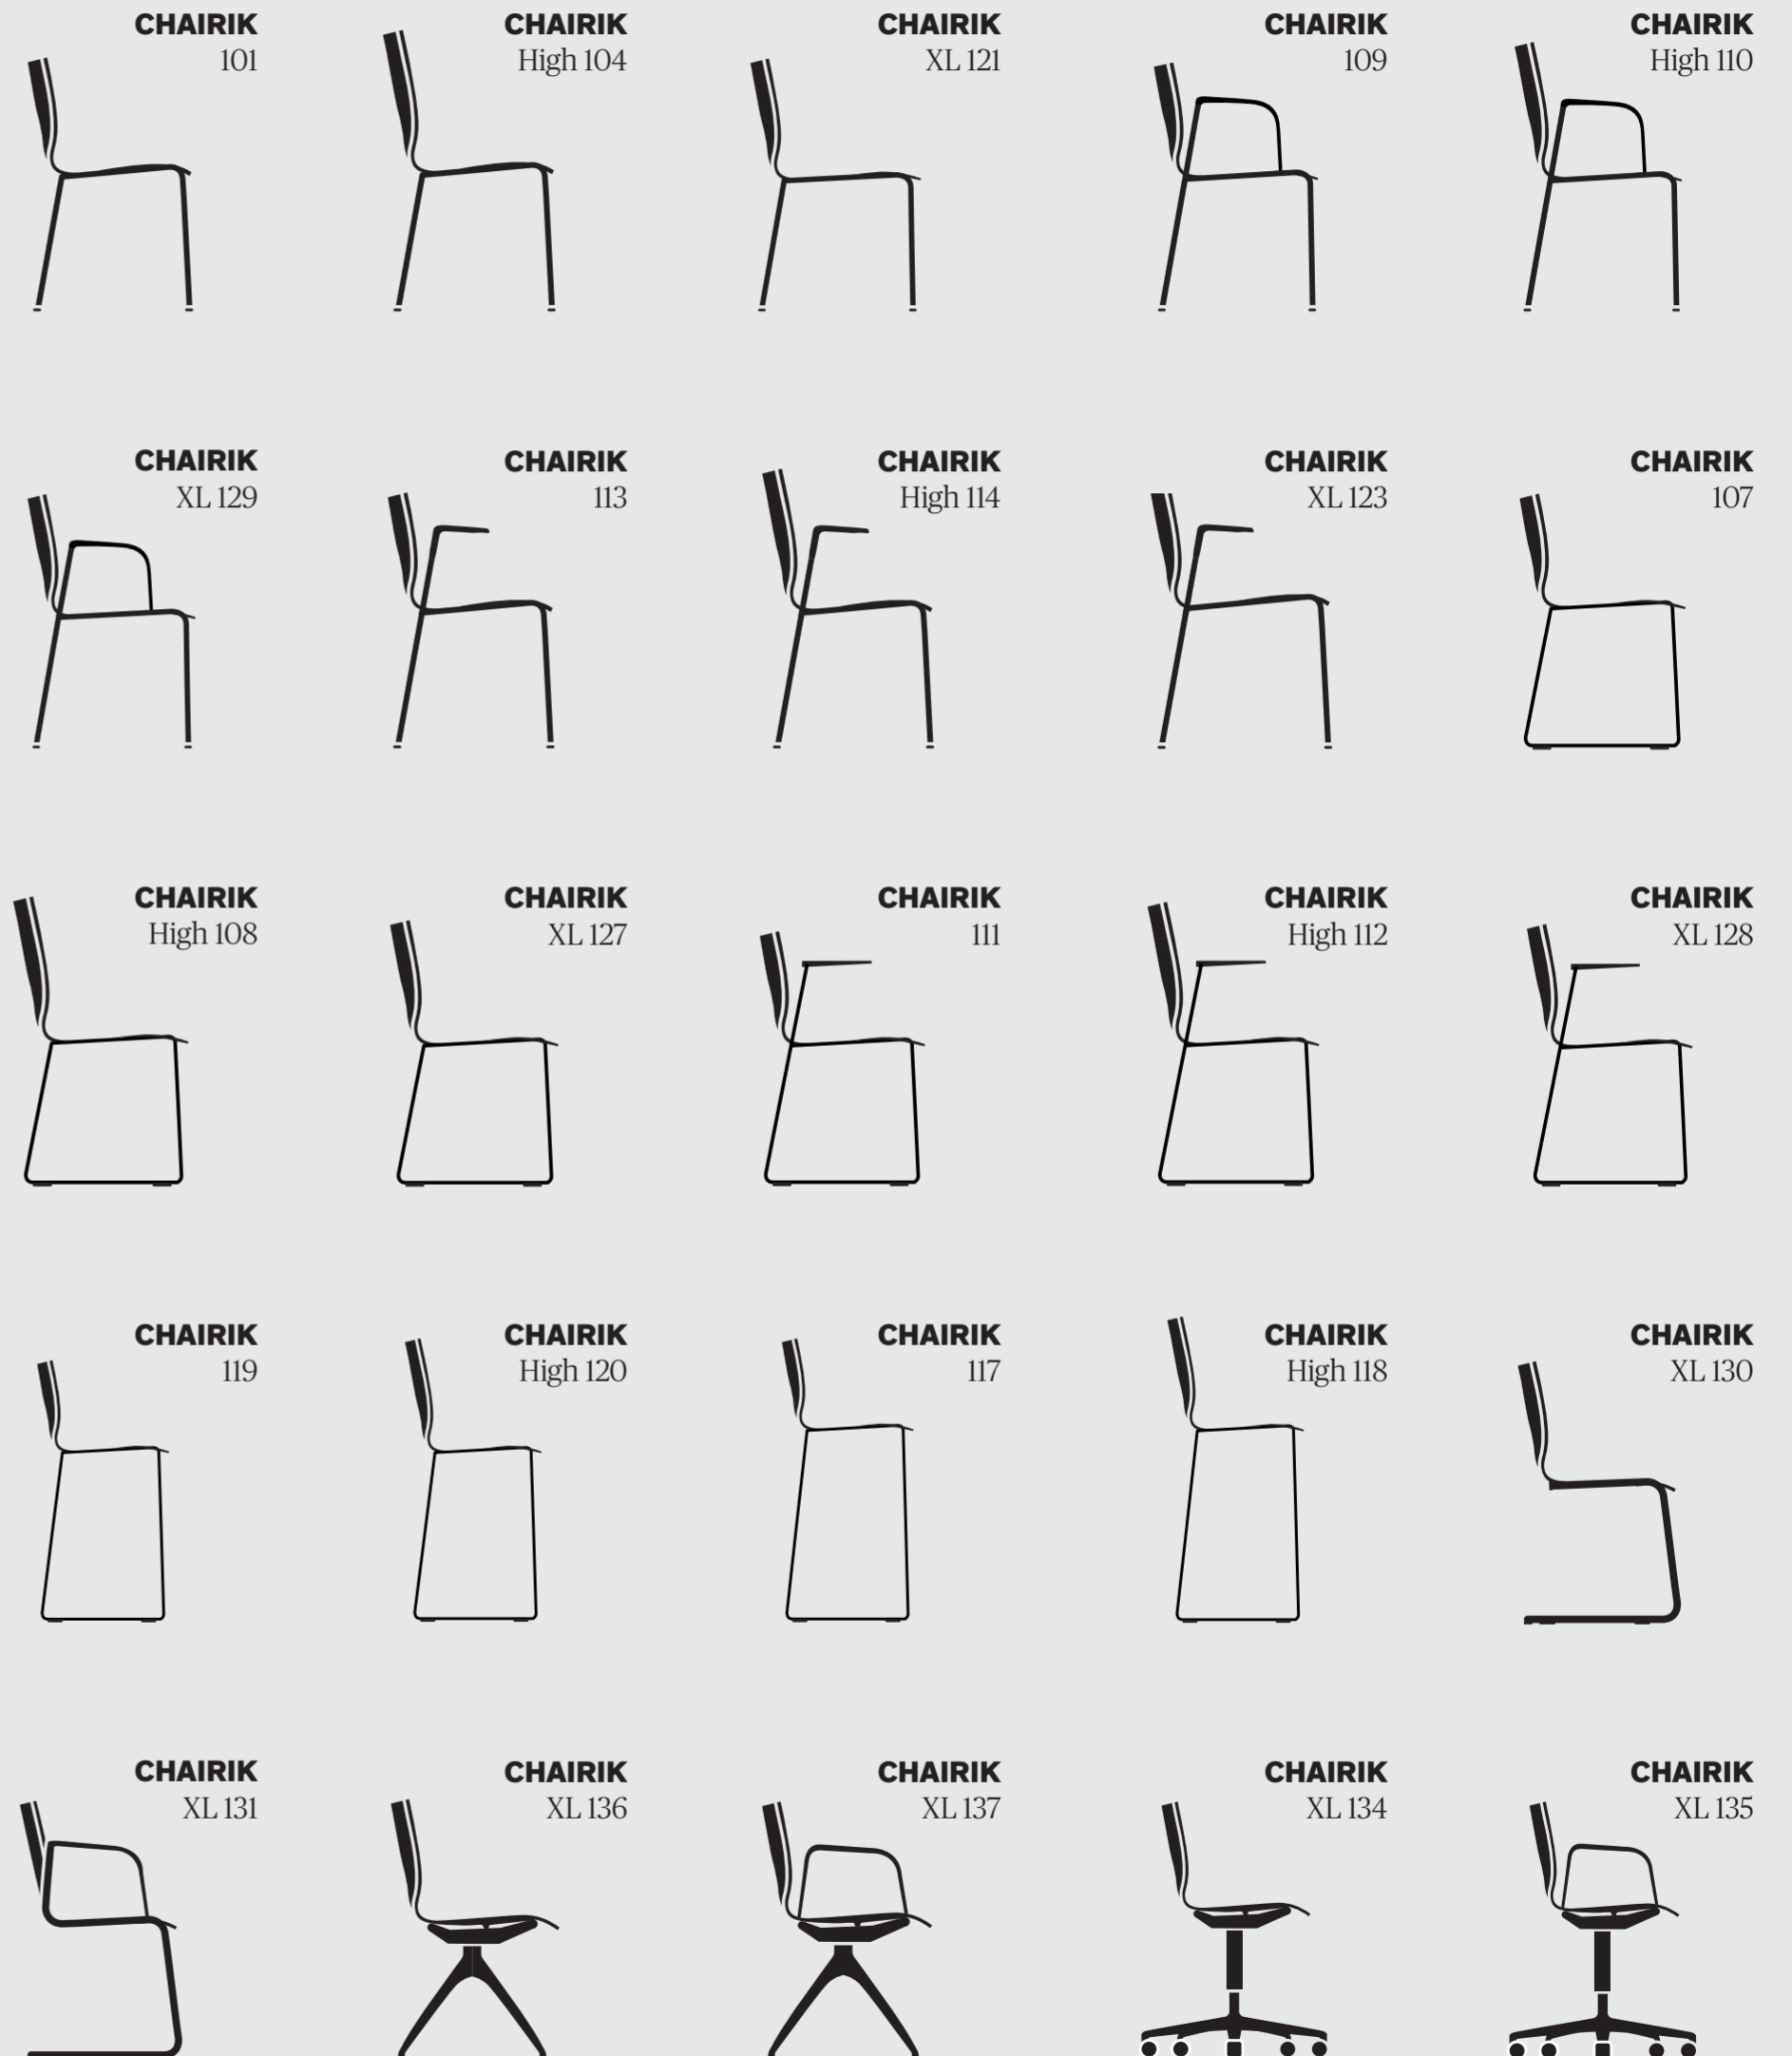 CHAIRIK
101
CHAIRIK
High 104
CHAIRIK
XL 121
CHAIRIK
109
CHAIRIK
High 110
CHAIRIK
XL 129
CHAIRIK
113
CHAIRIK
High 114
CHAIRIK
XL 123
CHAIRIK
107
CHAIRIK
High 108
CHAIRIK
XL 127
CHAIRIK
111
CHAIRIK
High 112
CHAIRIK
XL 128
CHAIRIK
119
CHAIRIK
High 120
CHAIRIK
117
CHAIRIK
High 118
CHAIRIK
XL 130
CHAIRIK
XL 131
CHAIRIK
XL 136
CHAIRIK
XL 137
CHAIRIK
XL 134
CHAIRIK
XL 135